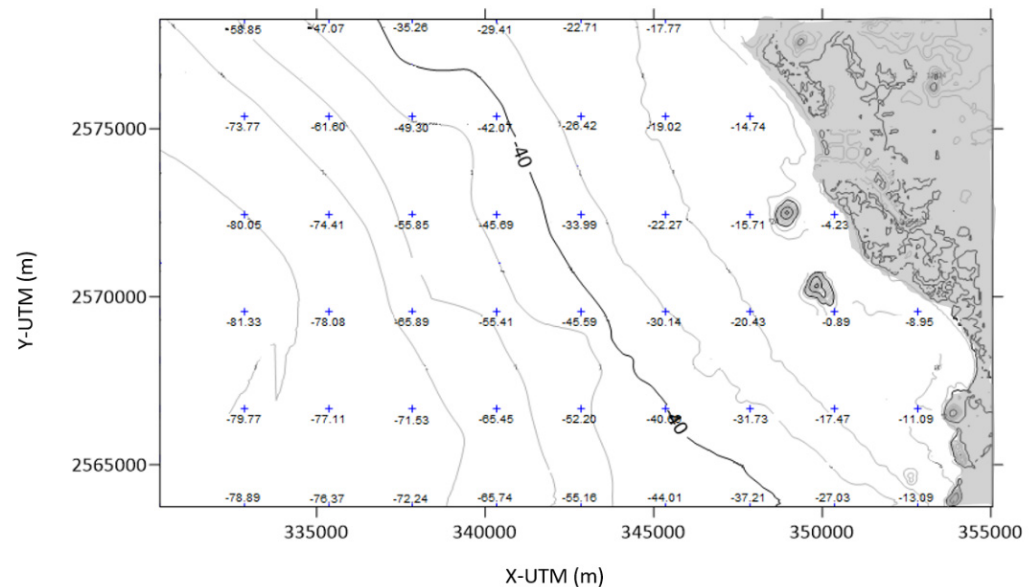 -58.85 -47.07 -35.26 -29.41 -22.71 -17.77
2575000
-73.77 -61.60 -49.30 -42.07 -26.42 -19.02 -14.74
-40
-80.05 -74.41 -55.85 -45.69 -33.99 -22.27 -15.71 -4.23
Y-UTM (m)
2570000
-81.33 -78.08 -65.89 -55.41 -45.59 -30.14 -20.43 -0.89 -8.95
-79.77 -77.11 -71.53 -65.45 -52.20 -31.73 -17.47 -11.09
40
2565000
-78.89 -76.37 -72.24 -65.74 -55.16 -44.01 -37.21 -27.03 -13.09
335000 340000 345000 350000 355000
X-UTM (m)